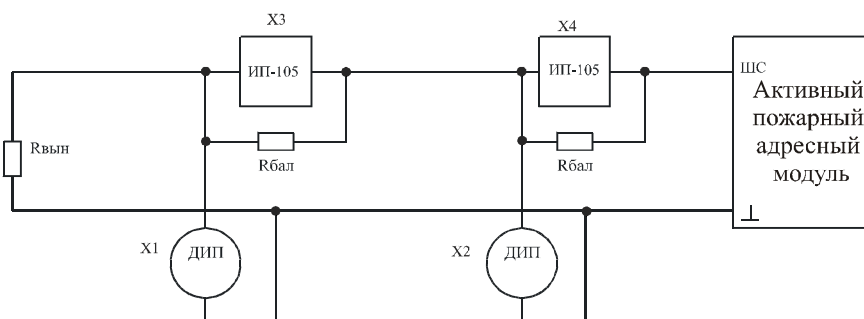 X3
X4
ИП-105
ИП-105
ШС
Активный
пожарный
адресный
модуль
Rвын
Rбал
Rбал
X1
ДИП
X2
ДИП